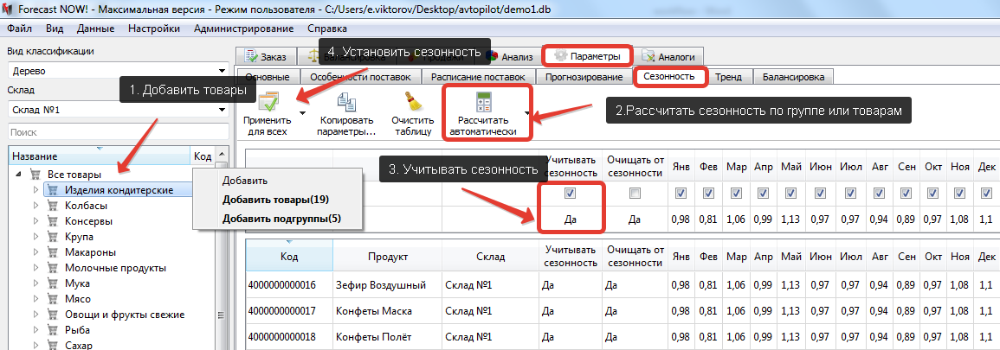 Forecast NOW! - Максимальная версия - Режим пользователя - C:/Users/e.viktorov/Desktop/avtopilot/demo1.db
Файл Вид Данные Настройки Администрирование Справка
Вид классификации
Дерево
Склад
Склад №1
Поиск
Название Код
Все товары
Изделия кондитерские
Колбасы
Консервы
Крупа
Макароны
Молочные продукты
Мука
Мясо
Овощи и фрукты свежие
Рыба
Сахар
1. Добавить товары
Добавить
Добавить товары(19)
Добавить подгруппы(5)
Заказ Анализ Параметры Аналоги
4. Установить сезонность
Основные Особенности поставок Расписание поставок Прогнозирование Сезонность Тренд Балансировка
Применить для всех
Копировать параметры...
Очистить таблицу
Рассчитать автоматически
2.Рассчитать сезонность по группе или товарам
3. Учитывать сезонность
Учитывать сезонность Очищать от сезонности Янв Фев Мар Апр Май Июн Июл Авг Сен Окт Ноя Дек
Да Да 0,98 0,81 1,06 0,99 1,13 0,97 0,97 0,94 0,89 0,97 1,08 1,1
Код Продукт Склад Учитывать сезонность Очищать от сезонности Янв Фев Мар Апр Май Июн Июл Авг Сен Окт Ноя Дек
4000000000016 Зефир Воздушный Склад №1 Да Да 0,98 0,81 1,06 0,99 1,13 0,97 0,97 0,94 0,89 0,97 1,08 1,1
4000000000017 Конфеты Маска Склад №1 Да Да 0,98 0,81 1,06 0,99 1,13 0,97 0,97 0,94 0,89 0,97 1,08 1,1
4000000000018 Конфеты Полёт Склад №1 Да Да 0,98 0,81 1,06 0,99 1,13 0,97 0,97 0,94 0,89 0,97 1,08 1,1